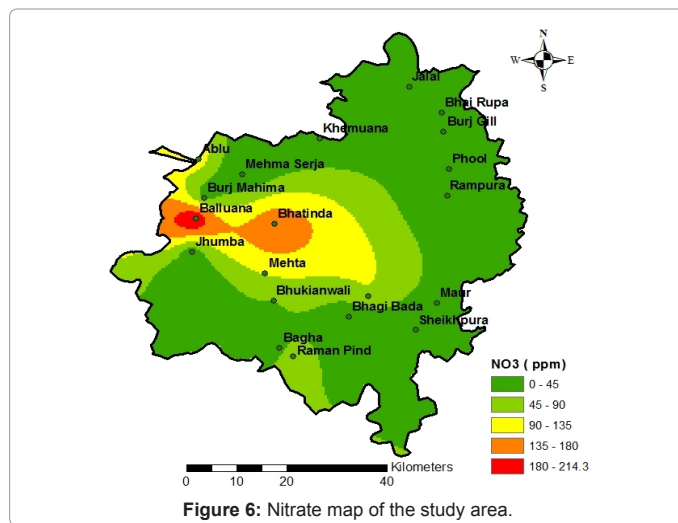 N
W E
S
Jalal
Bhai Rupa
Burj Gill
Khemuana
Ablu
Phool
Mehma Serja
Rampura
Burj Mahima
Balluana
Bhatinda
Jhumba
Mehta
Bhukianwali
Maur
Bhagi Bada
Sheikhpura
Bagha
Raman Pind
NO3 ( ppm)
0 - 45
45 - 90
90 - 135
135 - 180
180 - 214.3
Kilometers
0 5 10 20 30 40
Figure 6: Nitrate map of the study area.